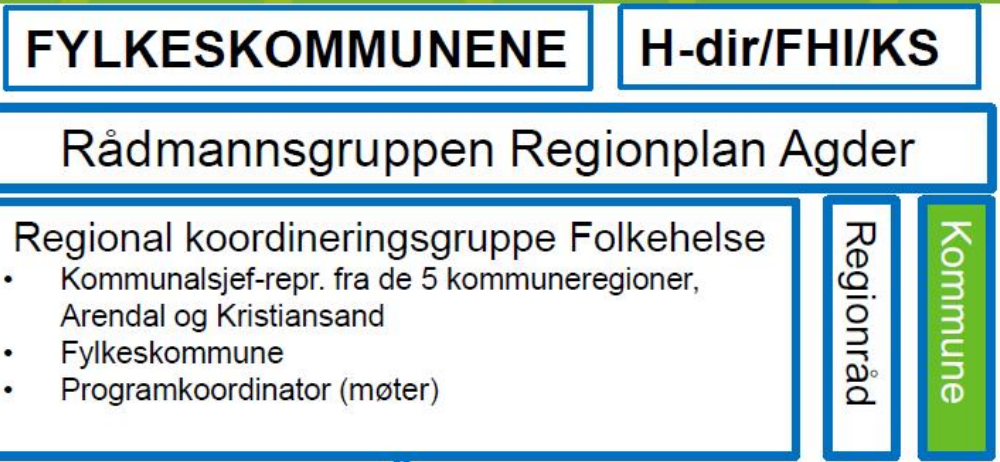 FYLKESKOMMUNENE
H-dir/FHI/KS
Rådmannsgruppen Regionplan Agder
Regional koordineringsgruppe Folkehelse
• Kommunalsjef-repr. fra de 5 kommuneregioner,
Arendal og Kristiansand
• Fylkeskommune
• Programkoordinator (møter)
Regionråd
Kommune